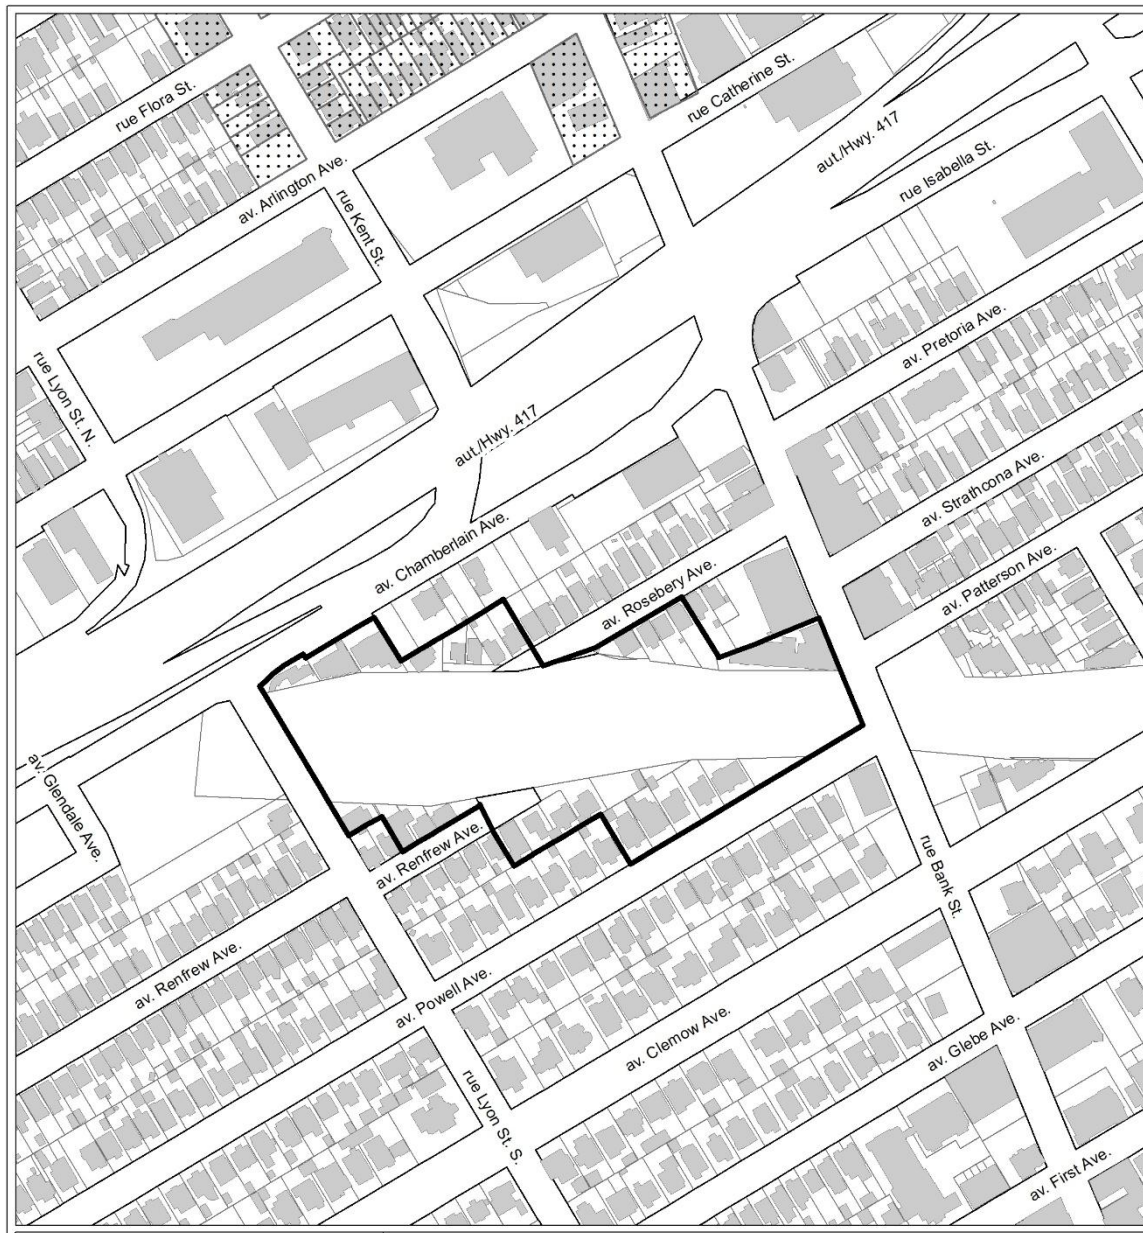 rue Flora St.
rue Catherine St.
aut./Hwy. 417
rue Isabella St.
av. Arlington Ave.
rue Kent St.
av. Pretoria Ave.
rue Lyon St. N.
aut./Hwy. 417
av. Strathcona Ave.
av. Chamberlain Ave.
av. Rosebery Ave.
av. Patterson Ave.
av. Glendale Ave.
av. Renfrew Ave.
rue Bank St.
av. Renfrew Ave.
av. Powell Ave.
av. Clemow Ave.
av. Glebe Ave.
rue Lyon St. S.
av. First Ave.